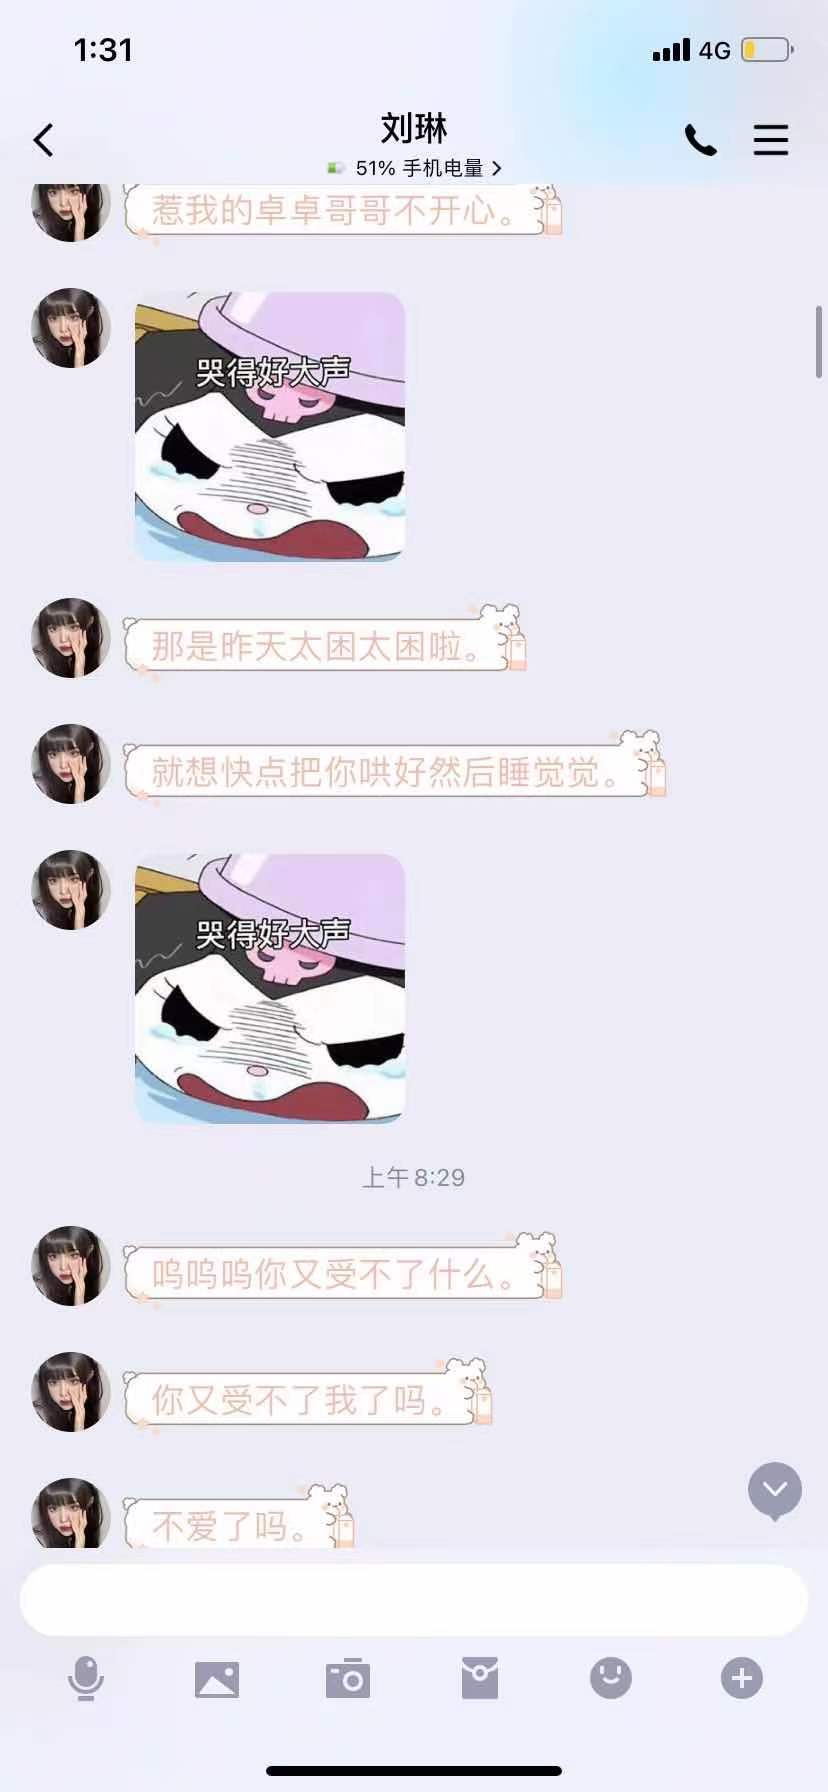 1:31
4G
刘琳
51% 手机电量
惹我的卓卓哥哥不开心。
哭得好大声
那是昨天太困太困啦。
就想快点把你哄好然后睡觉觉。
哭得好大声
上午8:29
呜呜呜你又受不了什么。
你又受不了我了吗。
不爱了吗。